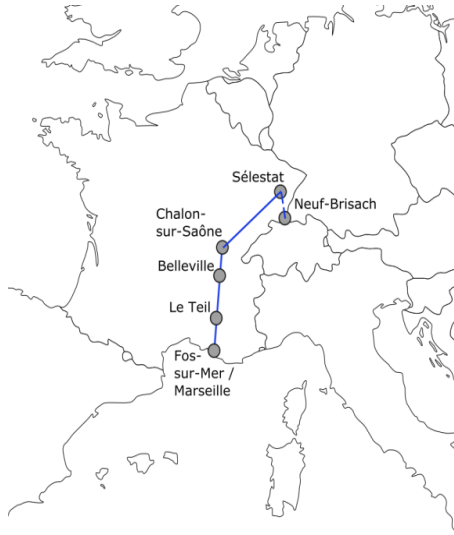 Sélestat
Neuf-Brisach
Chalon-
sur-Saône
Belleville
Le Teil
Fos-
sur-Mer /
Marseille